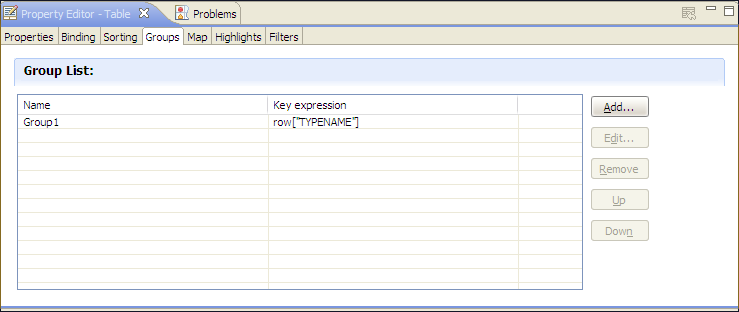 Property Editor - Table Problems
Properties Binding Sorting Groups Map Highlights Filters
Group List:
Name Key expression
Group1 row["TYPENAME"]
Add...
Edit...
Remove
Up
Down